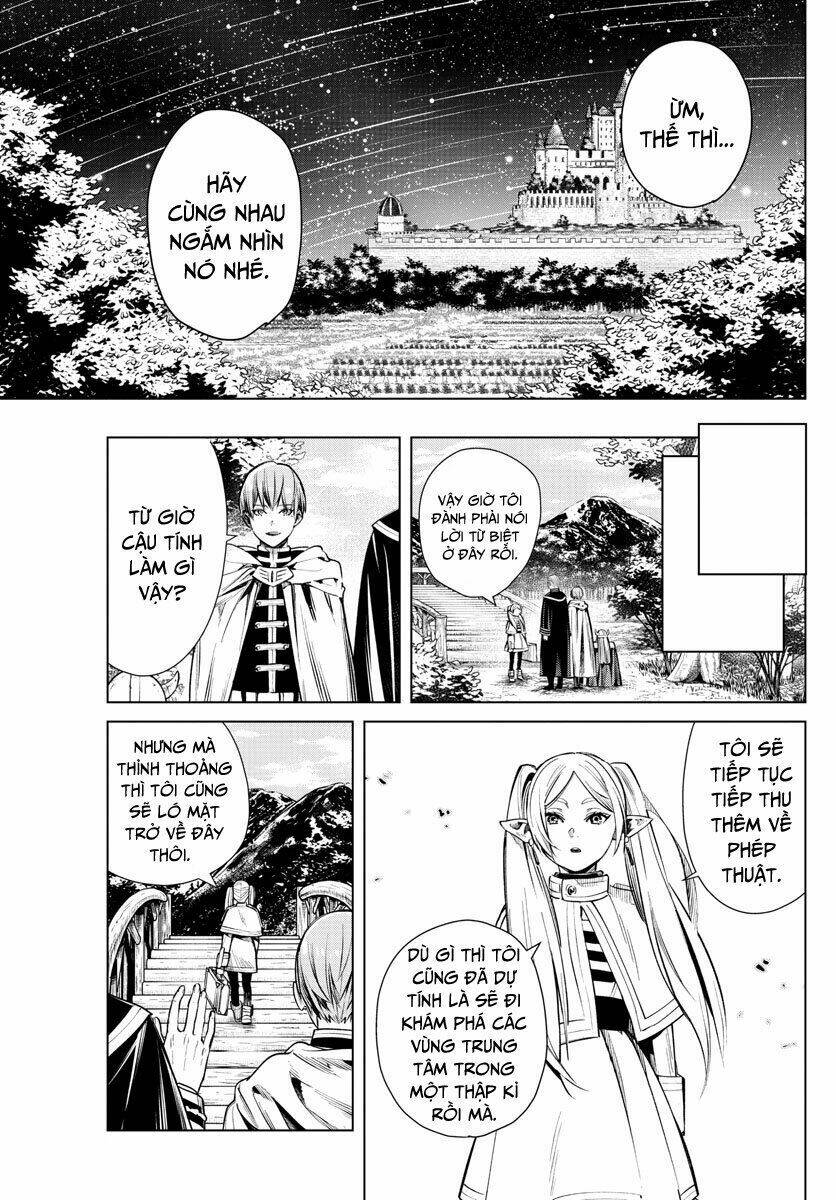 ỪM,
THẾ THÌ...
HÃY
CÙNG NHAU
NGẮM NHÌN
NÓ NHÉ.
VẬY GIỜ TÔI
ĐÀNH PHẢI NÓI
LỜI TỪ BIỆT
Ở ĐÂY RỒI.
TỪ GIỜ
CẬU TÍNH
LÀM GÌ
VẬY?
TÔI SẼ
TIẾP TỤC
TIẾP THU
THÊM VỀ
PHÉP
THUẬT.
DÙ GÌ THÌ TÔI
CŨNG ĐÃ DỰ
TÍNH LÀ SẼ ĐI
KHÁM PHÁ CÁC
VÙNG TRUNG
TÂM TRONG
MỘT THẬP KỈ
RỒI MÀ.
NHƯNG MÀ
THỈNH THOẢNG
THÌ TÔI CŨNG
SẼ LÓ MẶT
TRỞ VỀ ĐÂY
THÔI.